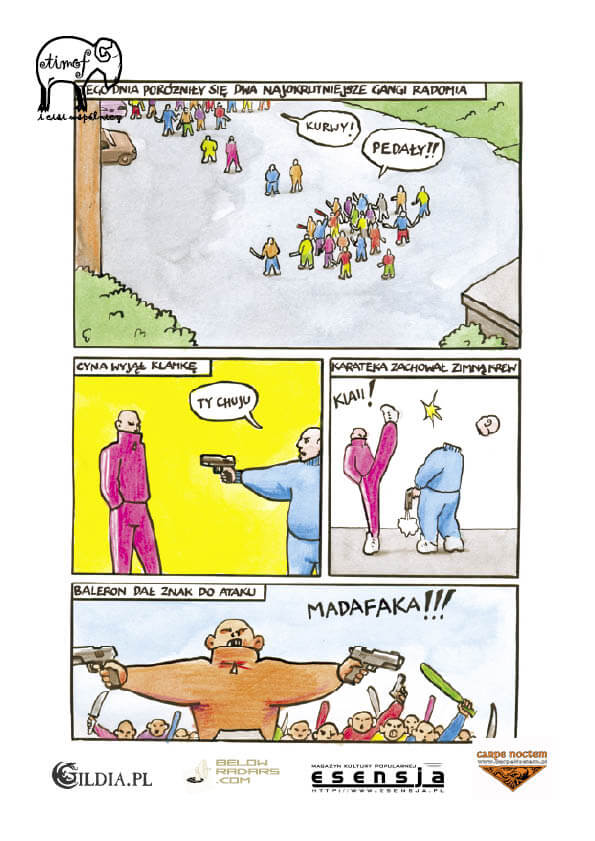 timof
i cisi wspólnicy
TEGO DNIA PORÓŻNIŁY SIĘ DWA NAJOKRUTNIEJSZE GANGI RADOMIA
KURWY!
PEDAŁY!!
CYNA WYJĄŁ KLAMKĘ
TY CHUJU
KARATEKA ZACHOWAŁ ZIMNĄ KREW
KIAII!
BALERON DAŁ ZNAK DO ATAKU
MADAFAKA!!!
GILDIA.PL
BELOW
RADARS
.COM
MAGAZYN KULTURY POPULARNEJ
esensja
HTTP://WWW.ESENSJA.PL
carpe noctem